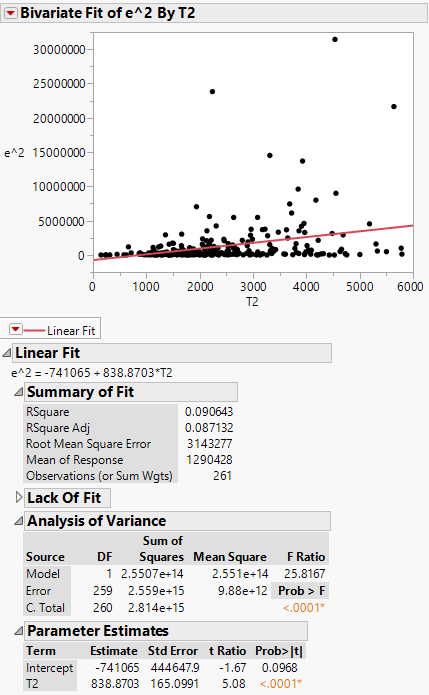 Bivariate Fit of e^2 By T2
30000000
25000000
20000000
e^2 15000000
10000000
5000000
0
0 1000 2000 3000 4000 5000 6000
T2
Linear Fit
Linear Fit
e^2 = -741065 + 838.8703*T2
Summary of Fit
RSquare 0.090643
RSquare Adj 0.087132
Root Mean Square Error 3143277
Mean of Response 1290428
Observations (or Sum Wgts) 261
Lack Of Fit
Analysis of Variance
Sum of
Source DF Squares Mean Square F Ratio
Model 1 2.5507e+14 2.551e+14 25.8167
Error 259 2.559e+15 9.88e+12 Prob > F
C. Total 260 2.814e+15 <.0001*
Parameter Estimates
Term Estimate Std Error t Ratio Prob>|t|
Intercept -741065 444647.9 -1.67 0.0968
T2 838.8703 165.0991 5.08 <.0001*